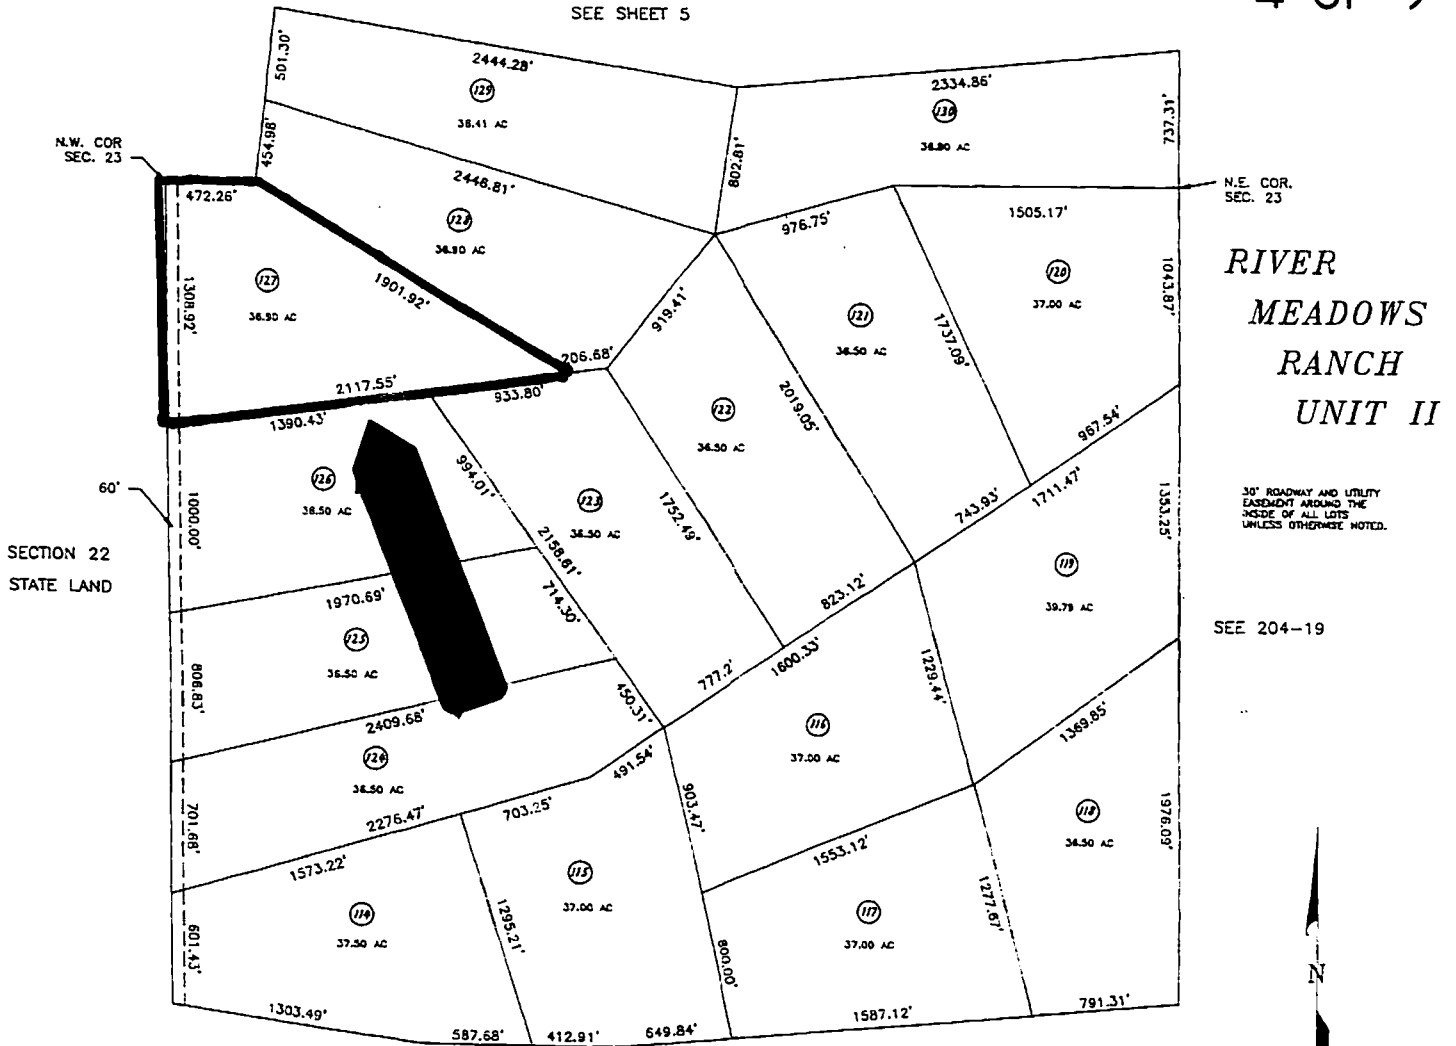 4 OF 9
SEE SHEET 5
501.30'
2444.28'
129
36.41 AC
2334.86'
130
36.80 AC
737.31'
N.W. COR
SEC. 23
454.98'
2448.81'
802.81'
N.E. COR.
SEC. 23
472.26'
128
36.90 AC
976.75'
1505.17'
RIVER
MEADOWS
RANCH
UNIT II
1308.92'
127
36.90 AC
1901.92'
919.41'
121
36.50 AC
1737.09'
120
37.00 AC
1043.87'
206.68'
2117.55'
933.80'
1390.43'
122
36.50 AC
2019.05'
967.54'
60'
126
36.50 AC
1000.00'
994.01'
123
36.50 AC
1752.49'
743.93'
1711.47'
1353.25'
30' ROADWAY AND UTILITY
EASEMENT AROUND THE
INSIDE OF ALL LOTS
UNLESS OTHERWISE NOTED.
SECTION 22
STATE LAND
2158.61'
714.30'
823.12'
119
39.79 AC
1970.69'
125
36.50 AC
SEE 204-19
806.83'
450.31'
777.2'
1600.33'
1229.44'
2409.68'
491.54'
116
37.00 AC
1369.85'
124
36.50 AC
701.68'
2276.47'
703.25'
903.47'
118
36.50 AC
1976.09'
1573.22'
1553.12'
115
37.00 AC
1277.67'
114
37.50 AC
1295.21'
117
37.00 AC
601.43'
800.00'
N
1303.49'
587.68'
412.91'
649.84'
1587.12'
791.31'